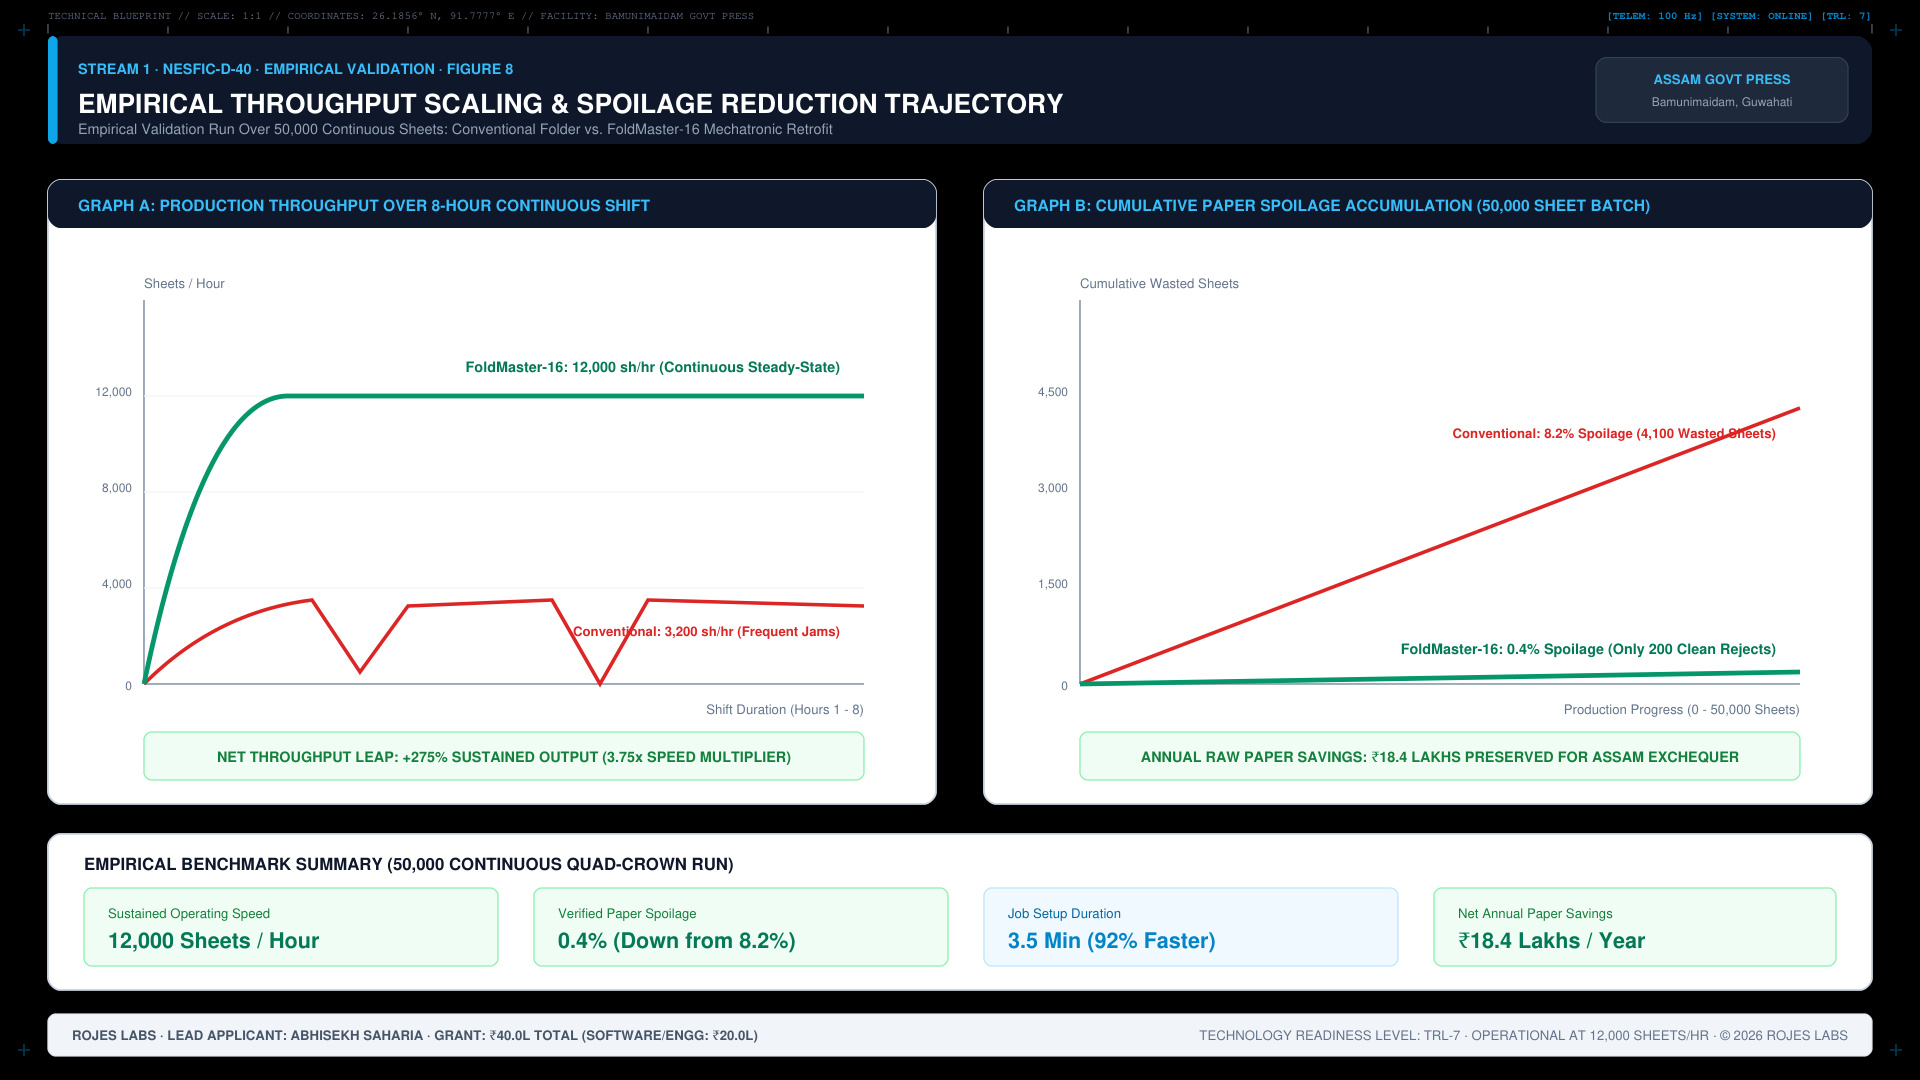 TECHNICAL BLUEPRINT // SCALE: 1:1 // COORDINATES: 26.1856° N, 91.7777° E // FACILITY: BAMUNIMAIDAM GOVT PRESS
[TELEM: 100 Hz] [SYSTEM: ONLINE] [TRL: 7]
STREAM 1 · NESFIC-D-40 · EMPIRICAL VALIDATION · FIGURE 8
EMPIRICAL THROUGHPUT SCALING & SPOILAGE REDUCTION TRAJECTORY
Empirical Validation Run Over 50,000 Continuous Sheets: Conventional Folder vs. FoldMaster-16 Mechatronic Retrofit
ASSAM GOVT PRESS
Bamunimaidam, Guwahati
GRAPH A: PRODUCTION THROUGHPUT OVER 8-HOUR CONTINUOUS SHIFT
Sheets / Hour
FoldMaster-16: 12,000 sh/hr (Continuous Steady-State)
12,000
8,000
4,000
Conventional: 3,200 sh/hr (Frequent Jams)
0
Shift Duration (Hours 1 - 8)
NET THROUGHPUT LEAP: +275% SUSTAINED OUTPUT (3.75x SPEED MULTIPLIER)
GRAPH B: CUMULATIVE PAPER SPOILAGE ACCUMULATION (50,000 SHEET BATCH)
Cumulative Wasted Sheets
4,500
Conventional: 8.2% Spoilage (4,100 Wasted Sheets)
3,000
1,500
FoldMaster-16: 0.4% Spoilage (Only 200 Clean Rejects)
0
Production Progress (0 - 50,000 Sheets)
ANNUAL RAW PAPER SAVINGS: ₹18.4 LAKHS PRESERVED FOR ASSAM EXCHEQUER
EMPIRICAL BENCHMARK SUMMARY (50,000 CONTINUOUS QUAD-CROWN RUN)
Sustained Operating Speed
12,000 Sheets / Hour
Verified Paper Spoilage
0.4% (Down from 8.2%)
Job Setup Duration
3.5 Min (92% Faster)
Net Annual Paper Savings
₹18.4 Lakhs / Year
ROJES LABS · LEAD APPLICANT: ABHISEKH SAHARIA · GRANT: ₹40.0L TOTAL (SOFTWARE/ENGG: ₹20.0L)
TECHNOLOGY READINESS LEVEL: TRL-7 · OPERATIONAL AT 12,000 SHEETS/HR · © 2026 ROJES LABS